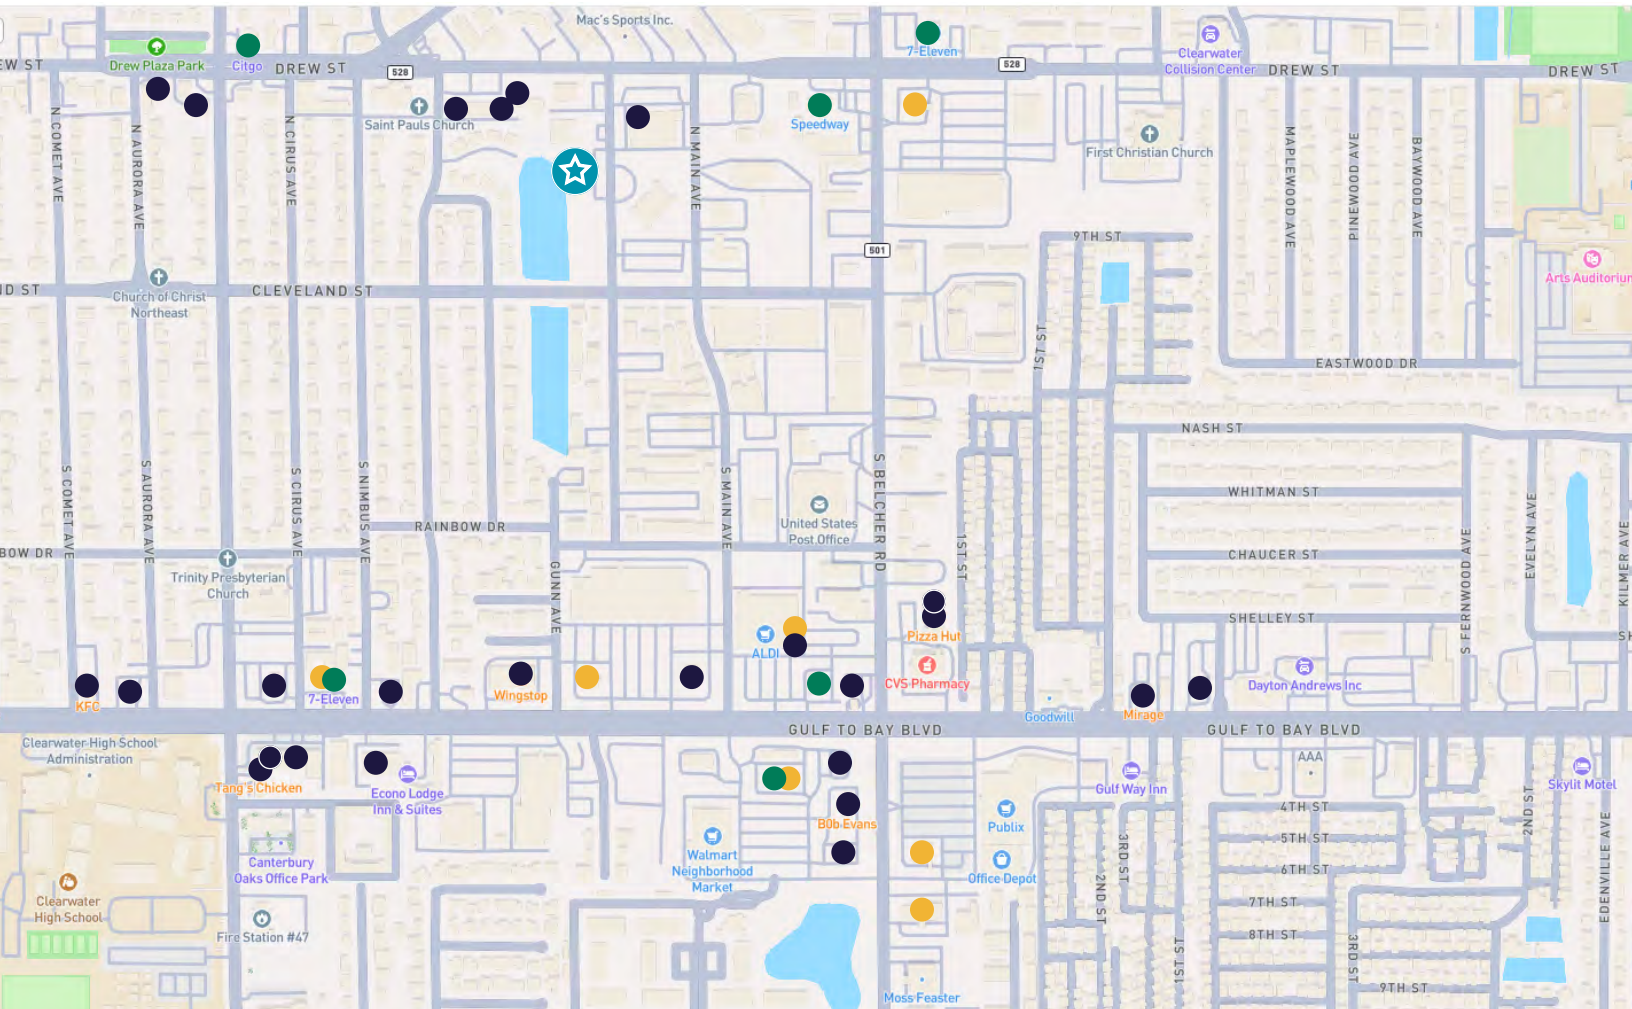 Mac's Sports Inc.
7-Eleven
Clearwater
Collision Center
Drew Plaza Park
Citgo
EW ST
DREW ST
528
528
DREW ST
DREW ST
Saint Pauls Church
Speedway
First Christian Church
N COMET AVE
N AURORA AVE
N CIRUS AVE
N MAIN AVE
MAPLEWOOD AVE
PINEWOOD AVE
BAYWOOD AVE
9TH ST
501
Arts Auditorium
Church of Christ
Northeast
ND ST
CLEVELAND ST
1ST ST
EASTWOOD DR
NASH ST
S COMET AVE
S AURORA AVE
S CIRUS AVE
S NIMBUS AVE
S MAIN AVE
S BELCHER RD
WHITMAN ST
EVELYN AVE
KILMER AVE
RAINBOW DR
United States
Post Office
BOW DR
1ST ST
CHAUCER ST
S FERNWOOD AVE
Trinity Presbyterian
Church
GUNN AVE
SHELLEY ST
SH
Pizza Hut
ALDI
CVS Pharmacy
Dayton Andrews Inc
KFC
7-Eleven
Wingstop
Goodwill
Mirage
GULF TO BAY BLVD
GULF TO BAY BLVD
Clearwater High School
Administration
AAA
Tang's Chicken
Econo Lodge
Inn & Suites
Gulf Way Inn
Skylit Motel
B0b Evans
Publix
4TH ST
2ND ST
EDENVILLE AVE
Walmart
Neighborhood
Market
Office Depot
3RD ST
5TH ST
6TH ST
Canterbury
Oaks Office Park
2ND ST
7TH ST
Clearwater
High School
Fire Station #47
8TH ST
1ST ST
3RD ST
9TH ST
Moss Feaster